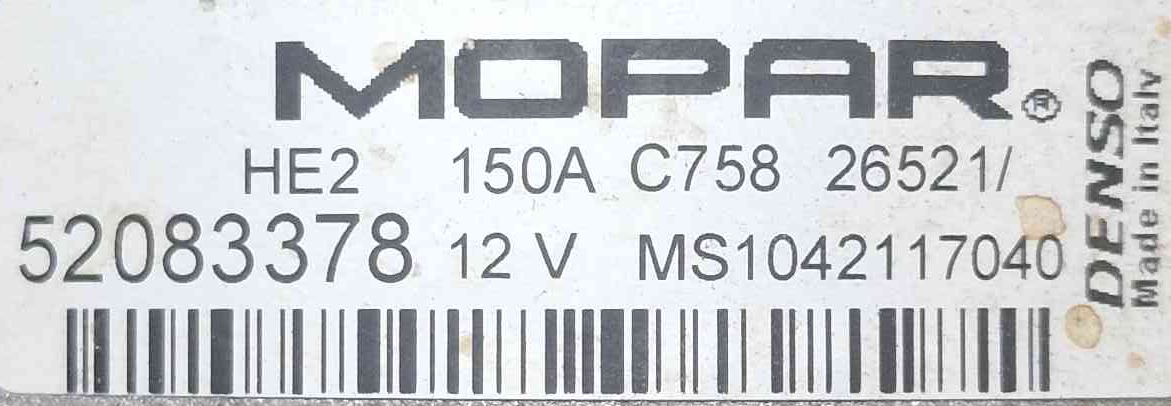 MOPAR®
HE2 150A C758 26521/
52083378 12 V MS1042117040
DENSO
Made in Italy